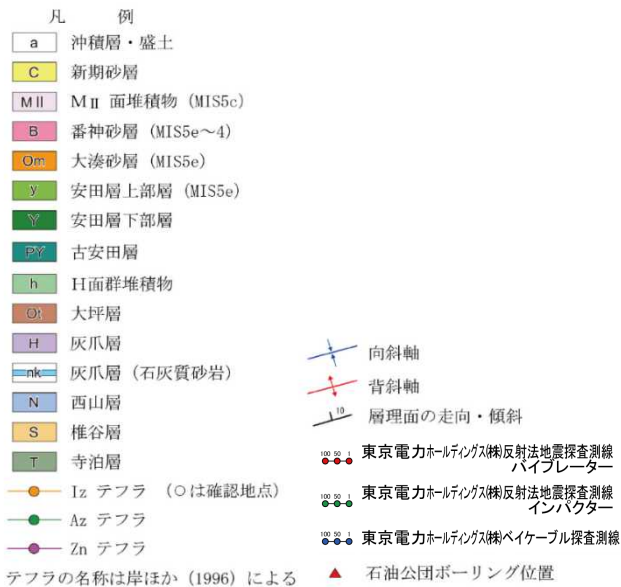 凡 例
a 沖積層・盛土
C 新期砂層
MⅡ MⅡ 面堆積物 (MIS5c)
B 番神砂層 (MIS5e～4)
Om 大湊砂層 (MIS5e)
y 安田層上部層 (MIS5e)
Y 安田層下部層
PY 古安田層
h H面群堆積物
Ot 大坪層
H 灰爪層
nk 灰爪層 (石灰質砂岩)
N 西山層
S 椎谷層
T 寺泊層
Iz テフラ (○は確認地点)
Az テフラ
Zn テフラ
テフラの名称は岸ほか (1996) による
向斜軸
背斜軸
10 層理面の走向・傾斜
100 50 1 東京電力ホールディングス㈱反射法地震探査測線
バイブレーター
100 50 1 東京電力ホールディングス㈱反射法地震探査測線
インパクター
100 50 1 東京電力ホールディングス㈱ベイケーブル探査測線
石油公団ボーリング位置